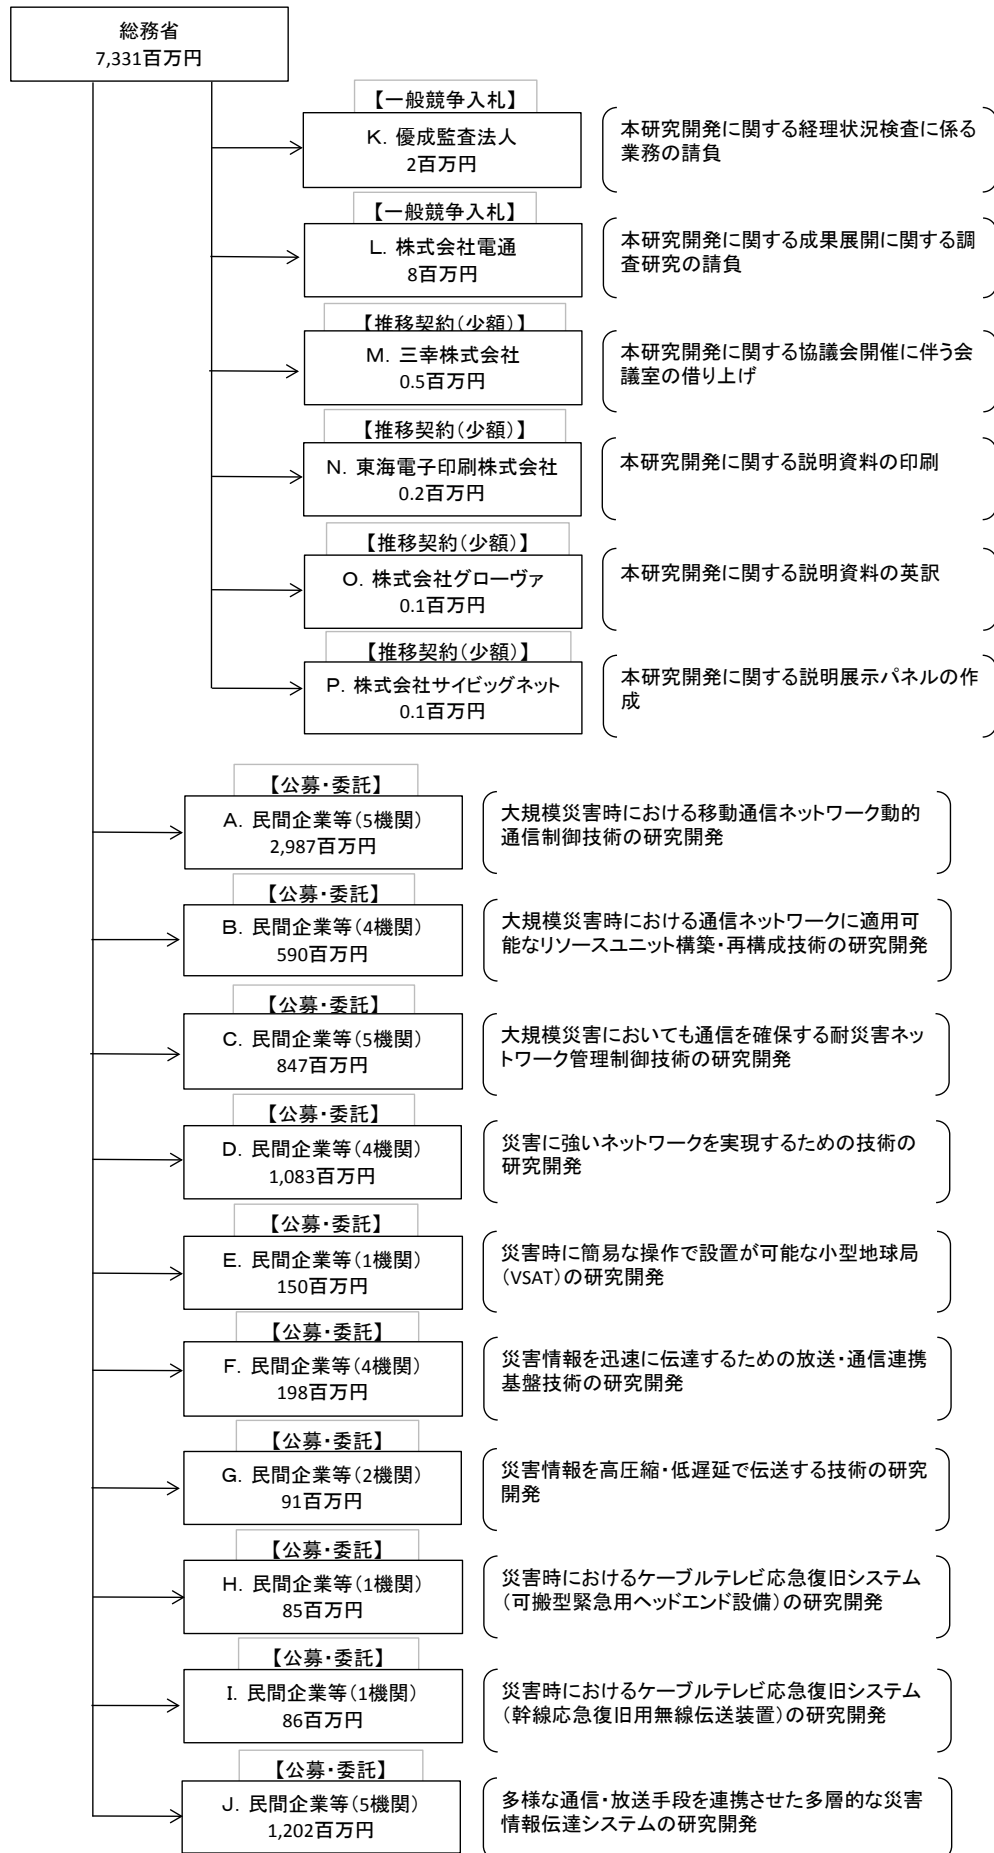 総務省
7,331百万円
【一般競争入札】
K. 優成監査法人
2百万円
本研究開発に関する経理状況検査に係る
業務の請負
【一般競争入札】
L. 株式会社電通
8百万円
本研究開発に関する成果展開に関する調
査研究の請負
【推移契約(少額)】
M. 三幸株式会社
0.5百万円
本研究開発に関する協議会開催に伴う会
議室の借り上げ
【推移契約(少額)】
N. 東海電子印刷株式会社
0.2百万円
本研究開発に関する説明資料の印刷
【推移契約(少額)】
O. 株式会社グローヴァ
0.1百万円
本研究開発に関する説明資料の英訳
【推移契約(少額)】
P. 株式会社サイビッグネット
0.1百万円
本研究開発に関する説明展示パネルの作
成
【公募・委託】
A. 民間企業等(5機関)
2,987百万円
大規模災害時における移動通信ネットワーク動的
通信制御技術の研究開発
【公募・委託】
B. 民間企業等(4機関)
590百万円
大規模災害時における通信ネットワークに適用可
能なリソースユニット構築・再構成技術の研究開発
【公募・委託】
C. 民間企業等(5機関)
847百万円
大規模災害においても通信を確保する耐災害ネッ
トワーク管理制御技術の研究開発
【公募・委託】
D. 民間企業等(4機関)
1,083百万円
災害に強いネットワークを実現するための技術の
研究開発
【公募・委託】
E. 民間企業等(1機関)
150百万円
災害時に簡易な操作で設置が可能な小型地球局
(VSAT)の研究開発
【公募・委託】
F. 民間企業等(4機関)
198百万円
災害情報を迅速に伝達するための放送・通信連携
基盤技術の研究開発
【公募・委託】
G. 民間企業等(2機関)
91百万円
災害情報を高圧縮・低遅延で伝送する技術の研究
開発
【公募・委託】
H. 民間企業等(1機関)
85百万円
災害時におけるケーブルテレビ応急復旧システム
(可搬型緊急用ヘッドエンド設備)の研究開発
【公募・委託】
I. 民間企業等(1機関)
86百万円
災害時におけるケーブルテレビ応急復旧システム
(幹線応急復旧用無線伝送装置)の研究開発
【公募・委託】
J. 民間企業等(5機関)
1,202百万円
多様な通信・放送手段を連携させた多層的な災害
情報伝達システムの研究開発